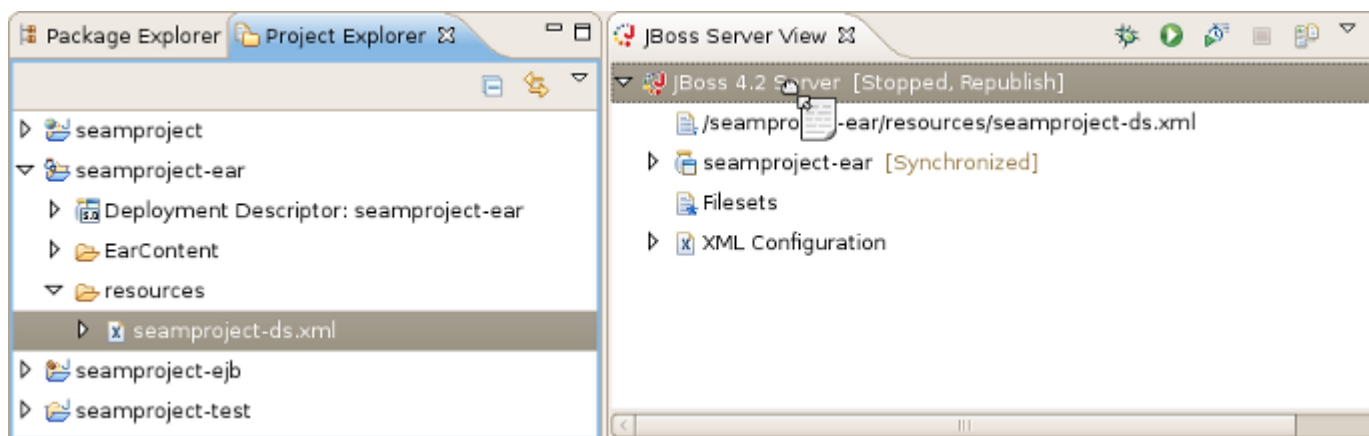 Package Explorer Project Explorer
seamproject
seamproject-ear
5.0 Deployment Descriptor: seamproject-ear
EarContent
resources
seamproject-ds.xml
seamproject-ejb
seamproject-test
JBoss Server View
JBoss 4.2 Server [Stopped, Republish]
-ear/resources/seamproject-ds.xml
seamproject-ear [Synchronized]
Filesets
XML Configuration